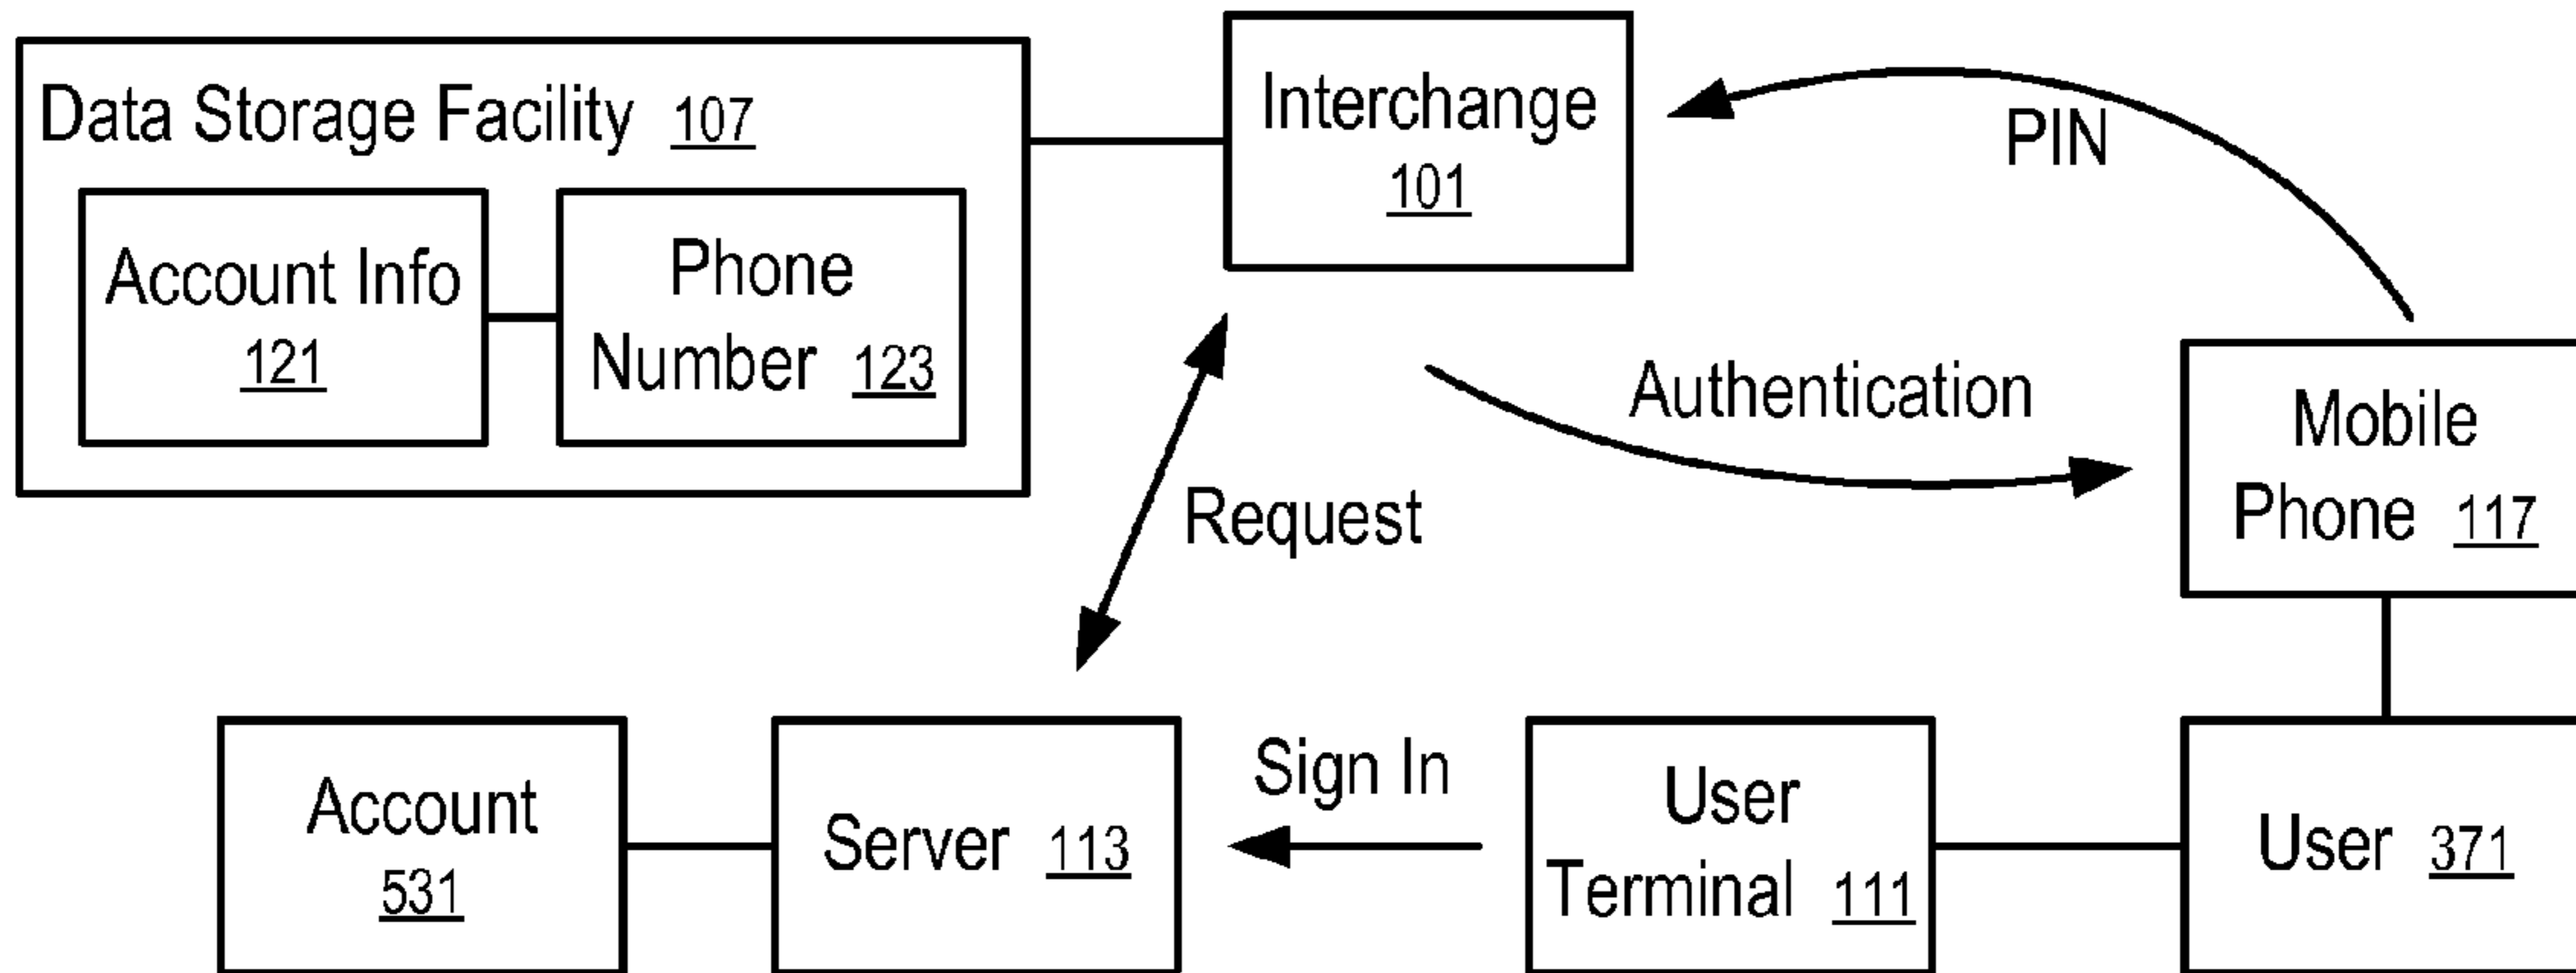 Data Storage Facility 107
Account Info
121
Phone
Number 123
Interchange
101
PIN
Authentication
Request
Mobile
Phone 117
Account
531
Server 113
Sign In
User
Terminal 111
User 371